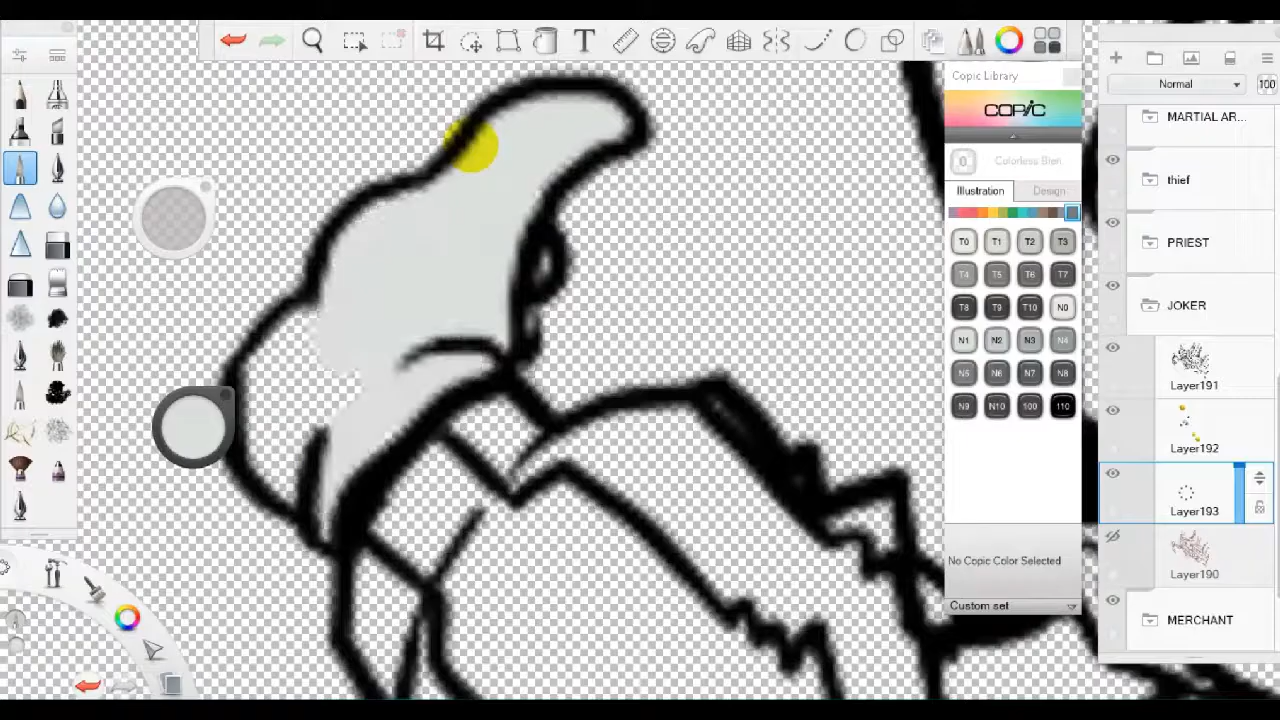 T
Normal
100
Copic Library
COPIC
0
Colorless Blen
Illustration
Design
T0
T1
T2
T3
T4
T5
T6
T7
T8
T9
T10
N0
N1
N2
N3
N4
N5
N6
N7
N8
N9
N10
100
110
No Copic Color Selected
Custom set
MARTIAL AR...
thief
PRIEST
JOKER
Layer191
Layer192
Layer193
Layer190
MERCHANT